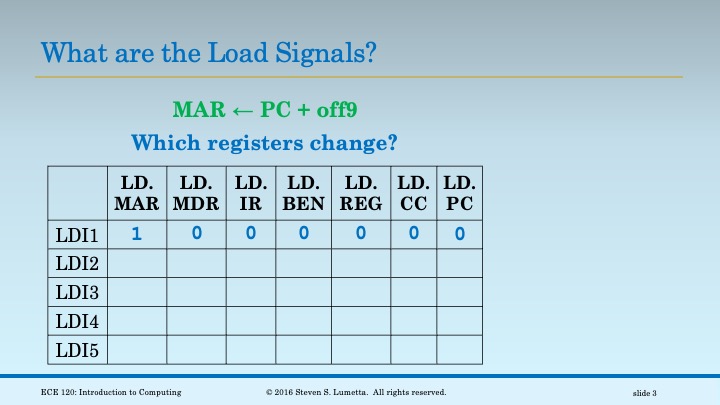 What are the Load Signals?
MAR ← PC + off9
Which registers change?
LD. LD. LD. LD. LD. LD. LD.
MAR MDR IR BEN REG CC PC
LDI1 1 0 0 0 0 0 0
LDI2
LDI3
LDI4
LDI5
ECE 120: Introduction to Computing © 2016 Steven S. Lumetta. All rights reserved. slide 3